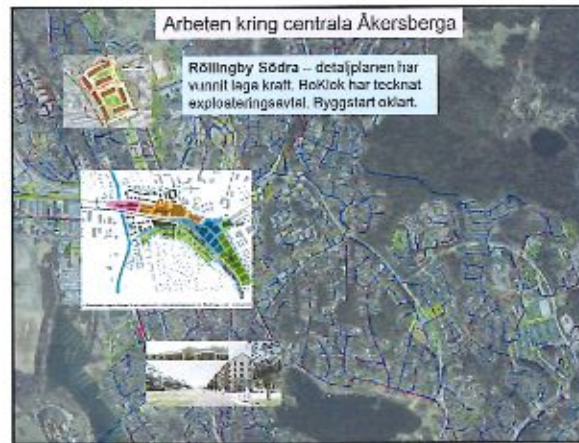 Arbeten kring centrala Åkersberga
Röllingby Södra – detaljplanen har
vunnit laga kraft. BoKlok har tecknat
exploateringsavtal. Byggstart oklart.